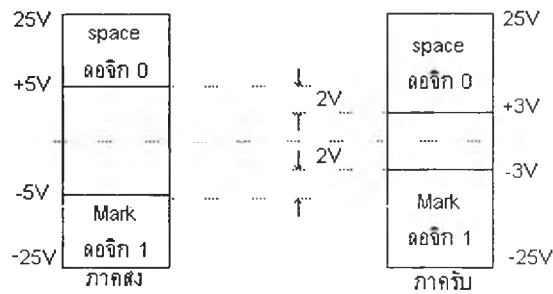 25V
space
ลอจิก 0
+5V
-5V
Mark
ลอจิก 1
-25V
ภาคส่ง
2V
2V
25V
space
ลอจิก 0
+3V
-3V
Mark
ลอจิก 1
-25V
ภาครับ